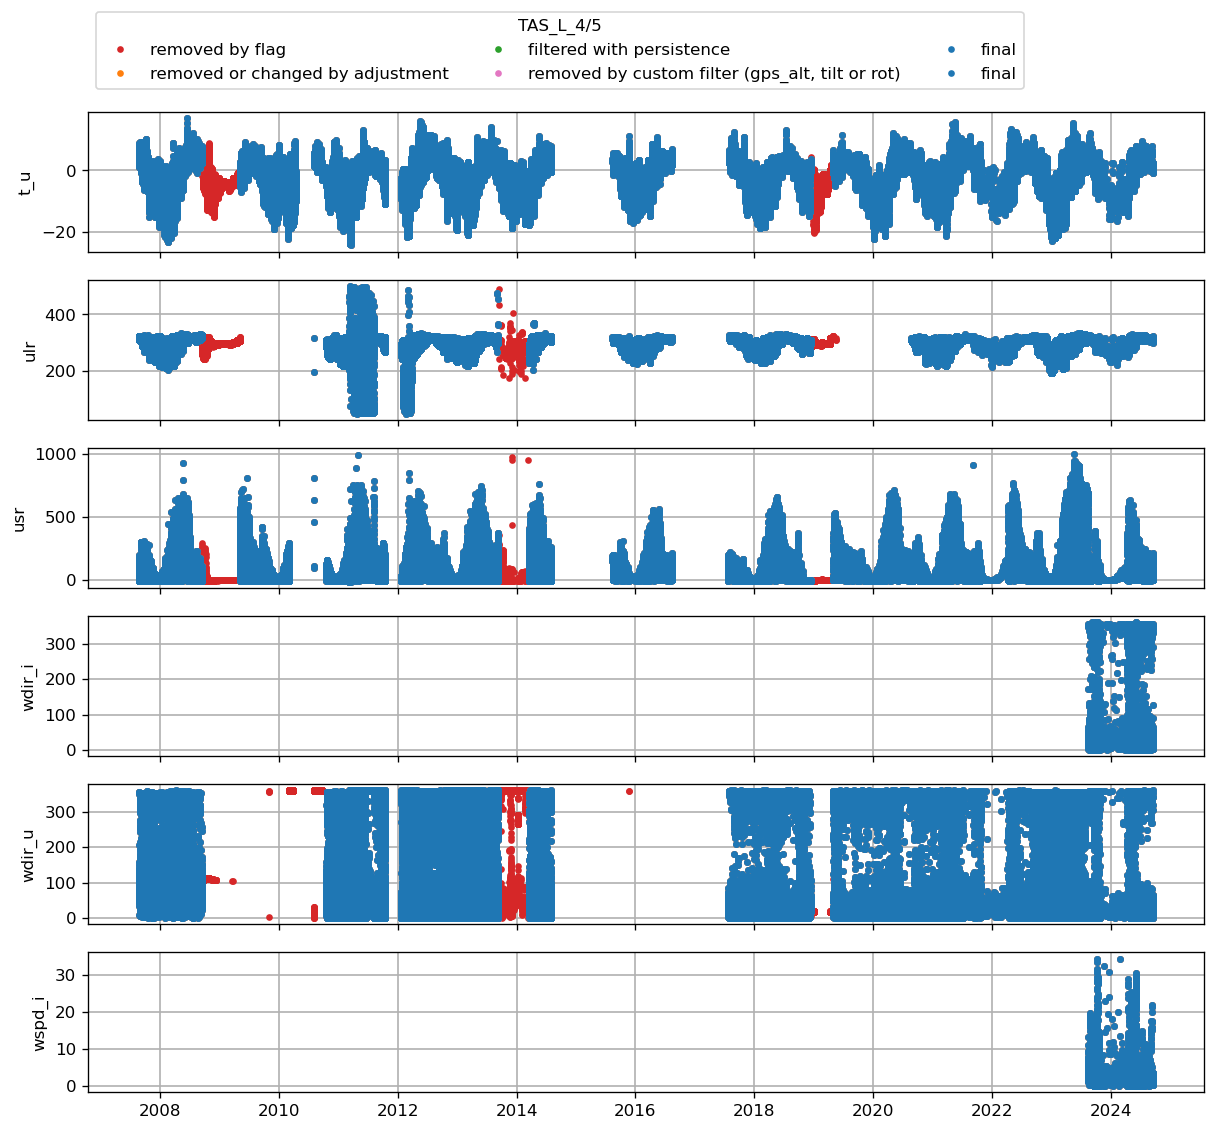 TAS_L_4/5
removed by flag
filtered with persistence
final
removed or changed by adjustment
removed by custom filter (gps_alt, tilt or rot)
final
t_u
0
−20
ulr
400
200
usr
1000
500
0
wdir_i
300
200
100
0
wdir_u
300
200
100
0
wspd_i
30
20
10
0
2008 2010 2012 2014 2016 2018 2020 2022 2024